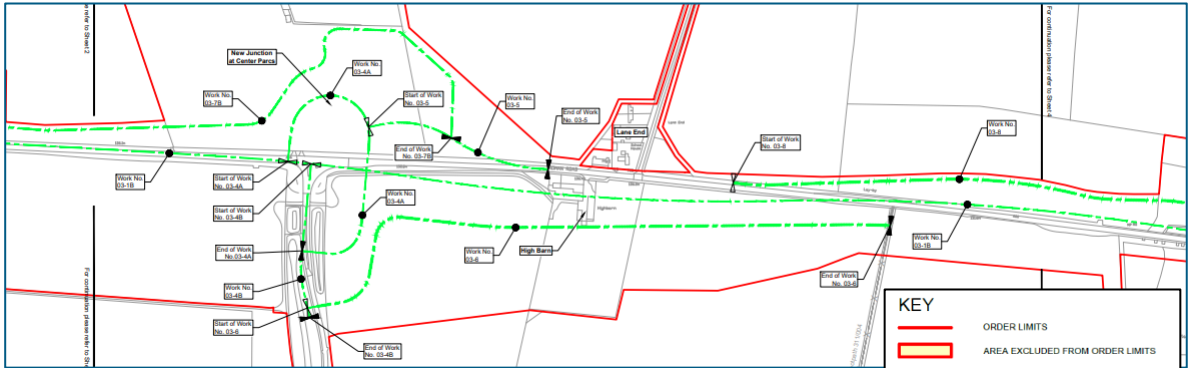 se refer to Sheet 2
For continuation please refer to Sheet 4
New Junction
at Center Parcs
Work No.
03-4A
Work No.
03-7B
Start of Work
No. 03-5
Work No.
03-5
End of Work
No. 03-5
Lane End
Lane End
Start of Work
No. 03-8
Work No.
03-8
End of Work
No. 03-7B
Work No.
03-1B
Start of Work
No. 03-4A
Start of Work
No. 03-4B
Work No.
03-4A
End of Work
No.03-4A
Work No.
03-6
High Barn
Work No.
03-1B
Work No.
03-4B
End of Work
No. 03-6
Start of Work
No. 03-6
End of Work
No. 03-4B
For continuation please refer to She
KEY
ORDER LIMITS
AREA EXCLUDED FROM ORDER LIMITS